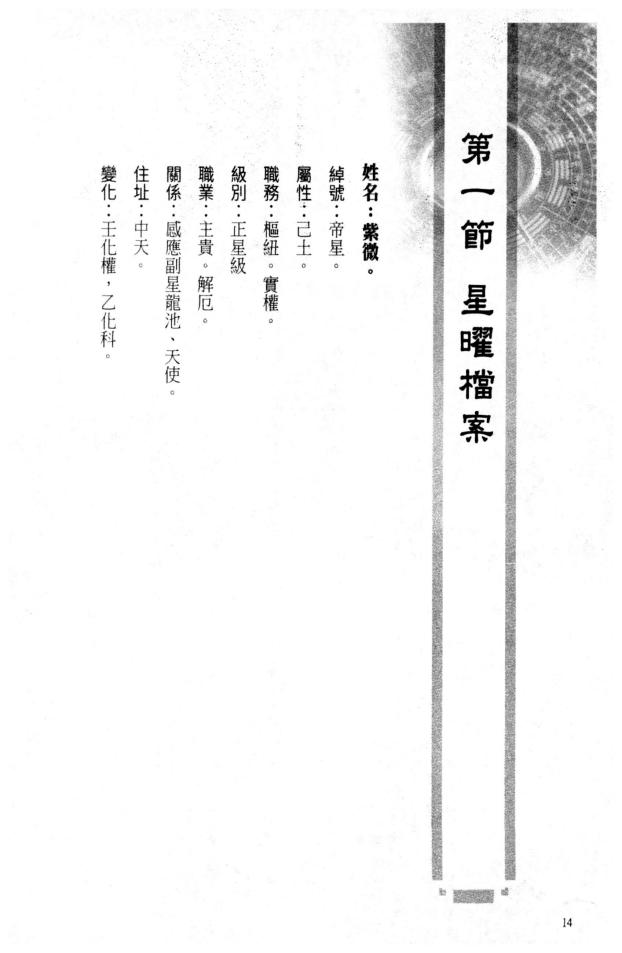 第一節 星曜檔案
姓名：紫微。
綽號：帝星。
屬性：己土。
職務：樞紐。實權。
級別：正星級
職業：主貴。解厄。
關係：感應副星龍池、天使。
住址：中天。
變化：壬化權，乙化科。
14